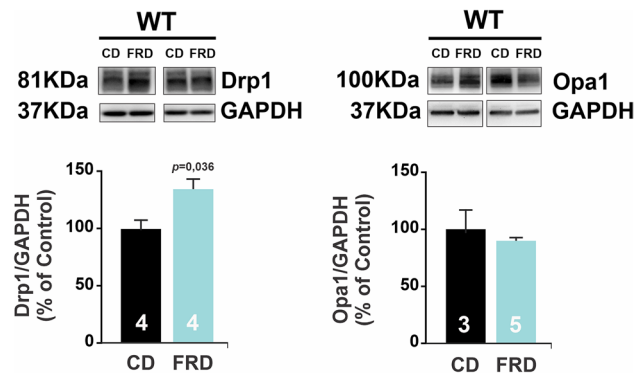 WT
CD FRD CD FRD
81KDa Drp1
37KDa GAPDH
p=0,036
150
100
50
0
Drp1/GAPDH
(% of Control)
4 4
CD FRD
WT
CD FRD CD FRD
100KDa Opa1
37KDa GAPDH
150
100
50
0
Opa1/GAPDH
(% of Control)
3 5
CD FRD